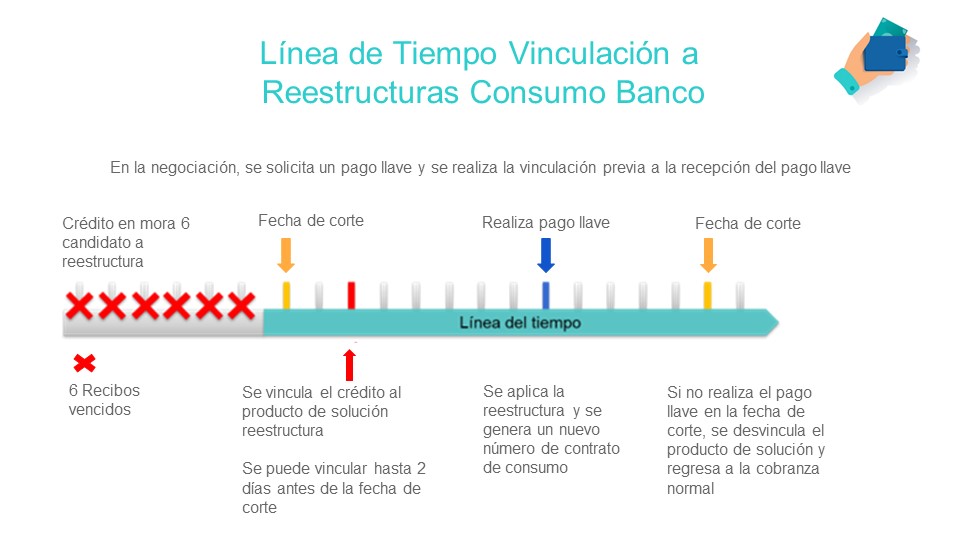 Línea de Tiempo Vinculación a
Reestructuras Consumo Banco
En la negociación, se solicita un pago llave y se realiza la vinculación previa a la recepción del pago llave
Crédito en mora 6
candidato a
reestructura
Fecha de corte
Realiza pago llave
Fecha de corte
Línea del tiempo
6 Recibos
vencidos
Se vincula el crédito al
producto de solución
reestructura
Se puede vincular hasta 2
días antes de la fecha de
corte
Se aplica la
reestructura y se
genera un nuevo
número de contrato
de consumo
Si no realiza el pago
llave en la fecha de
corte, se desvincula el
producto de solución y
regresa a la cobranza
normal